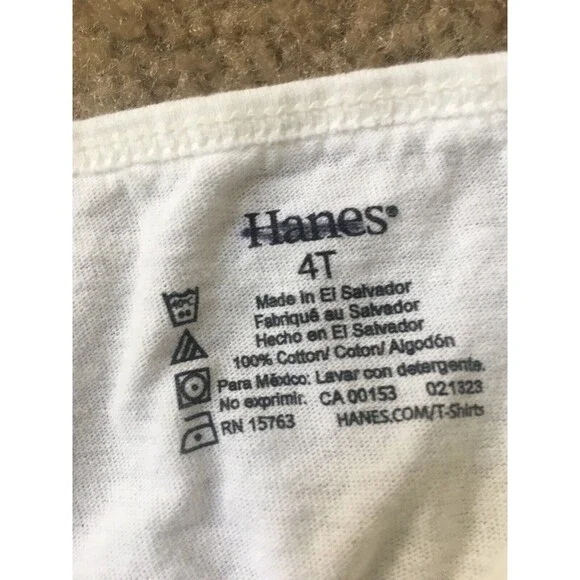 Hanes®
4T
Made in El Salvador
Fabriqué au Salvador
Hecho en El Salvador
100% Cotton/ Coton/ Algodón
Para México: Lavar con detergente.
No exprimir. CA 00153 021323
RN 15763 HANES.COM/T-Shirts